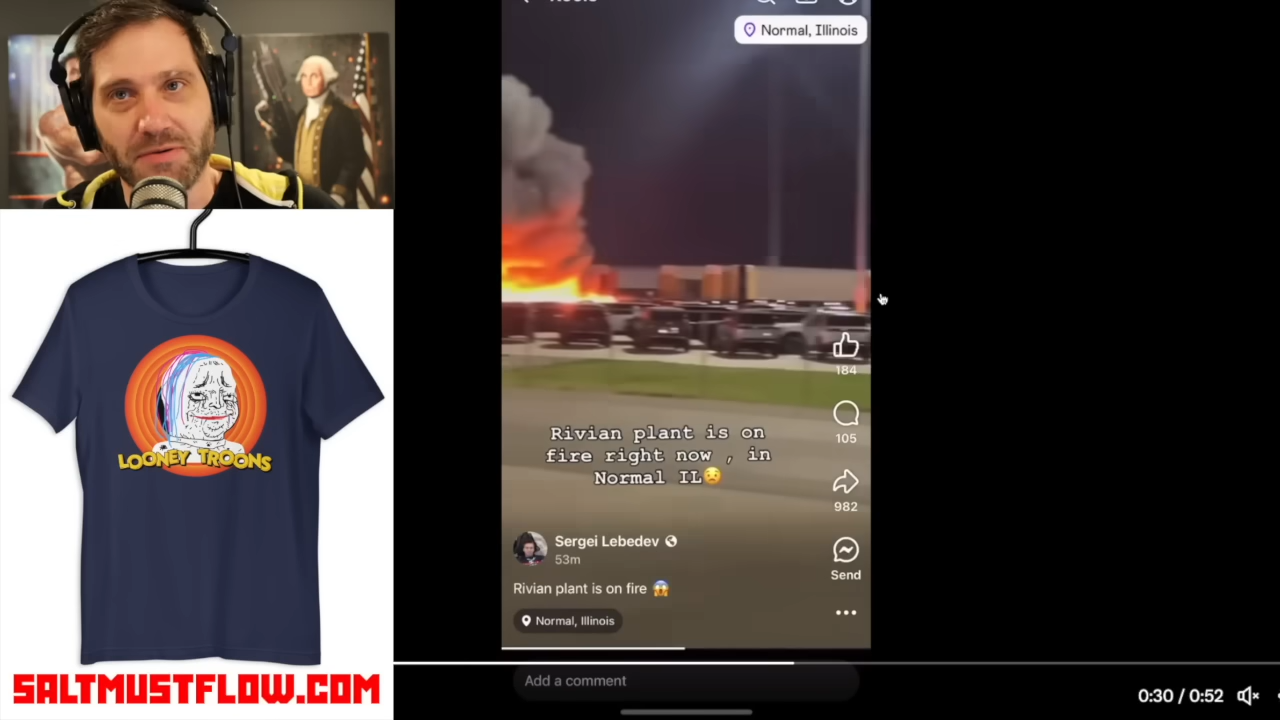 Normal, Illinois
184
105
Rivian plant is on
fire right now , in
Normal IL😟
982
Sergei Lebedev
53m
Send
Rivian plant is on fire 😱
Normal, Illinois
Add a comment
0:30 / 0:52
LOONEY TROONS
SALTMUSTFLOW.COM